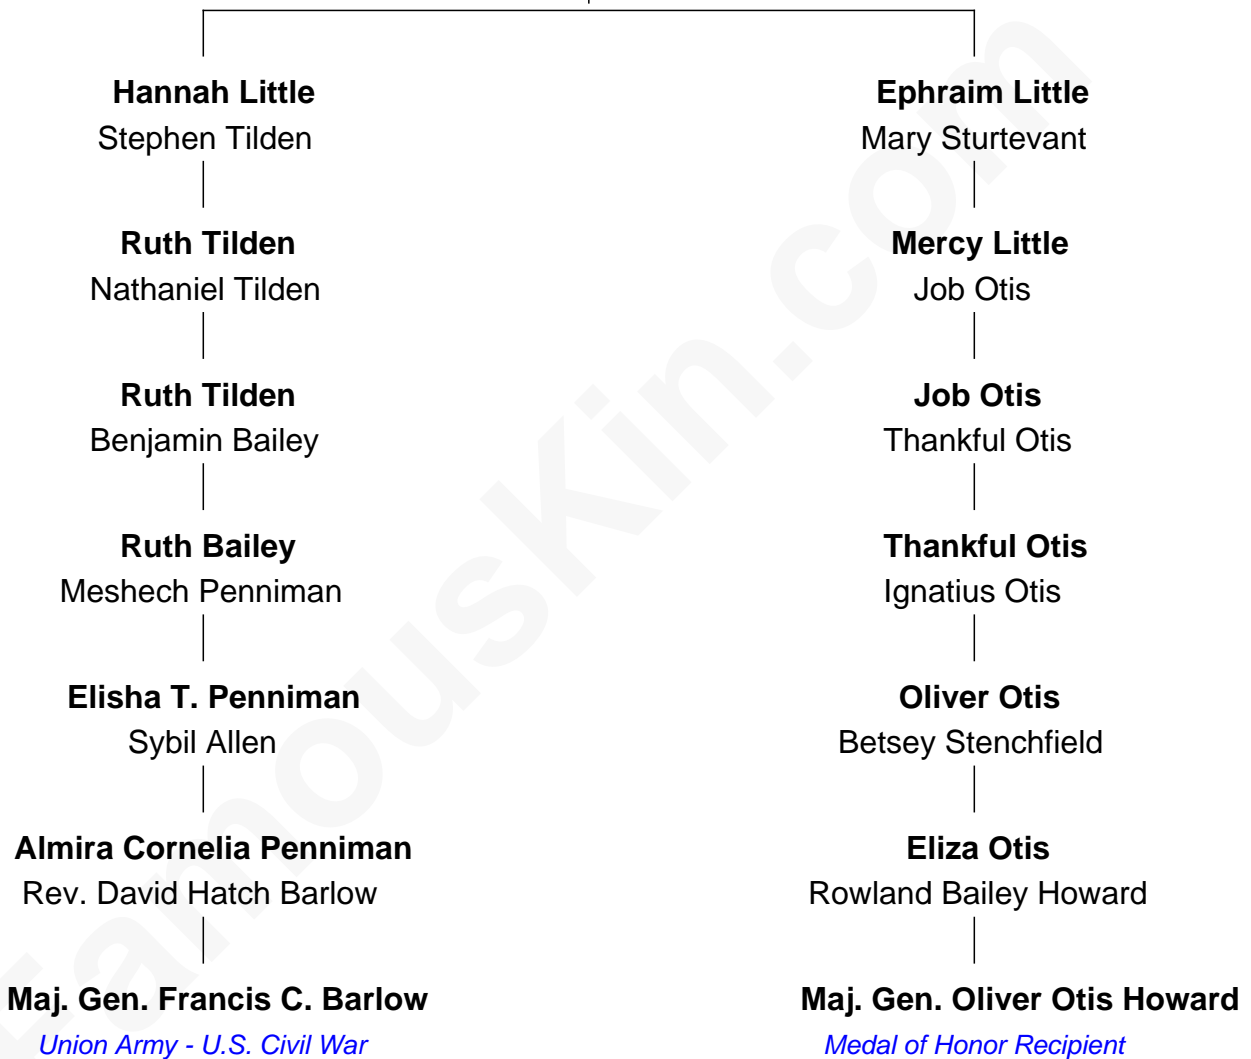 Hannah Little
Stephen Tilden
Ruth Tilden
Nathaniel Tilden
Ruth Tilden
Benjamin Bailey
Ruth Bailey
Meshech Penniman
Elisha T. Penniman
Sybil Allen
Almira Cornelia Penniman
Rev. David Hatch Barlow
Maj. Gen. Francis C. Barlow
Union Army - U.S. Civil War
Ephraim Little
Mary Sturtevant
Mercy Little
Job Otis
Job Otis
Thankful Otis
Thankful Otis
Ignatius Otis
Oliver Otis
Betsey Stenchfield
Eliza Otis
Rowland Bailey Howard
Maj. Gen. Oliver Otis Howard
Medal of Honor Recipient
FamousKin.com